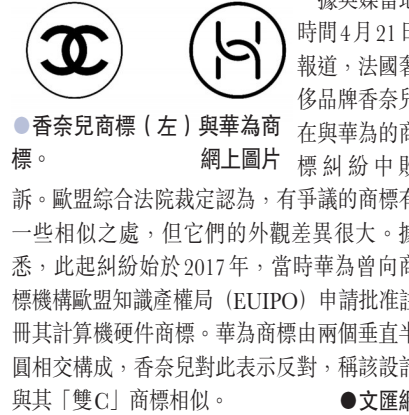 據英媒當地
時間4月21日
報道，法國奢
侈品牌香奈兒
在與華為的商
標糾紛中敗
●香奈兒商標（左）與華為商
標。 網上圖片
訴。歐盟綜合法院裁定認為，有爭議的商標有
一些相似之處，但它們的外觀差異很大。據
悉，此起糾紛始於2017年，當時華為曾向商
標機構歐盟知識產權局（EUIPO）申請批准註
冊其計算機硬件商標。華為商標由兩個垂直半
圓相交構成，香奈兒對此表示反對，稱該設計
與其「雙C」商標相似。 ●文匯網